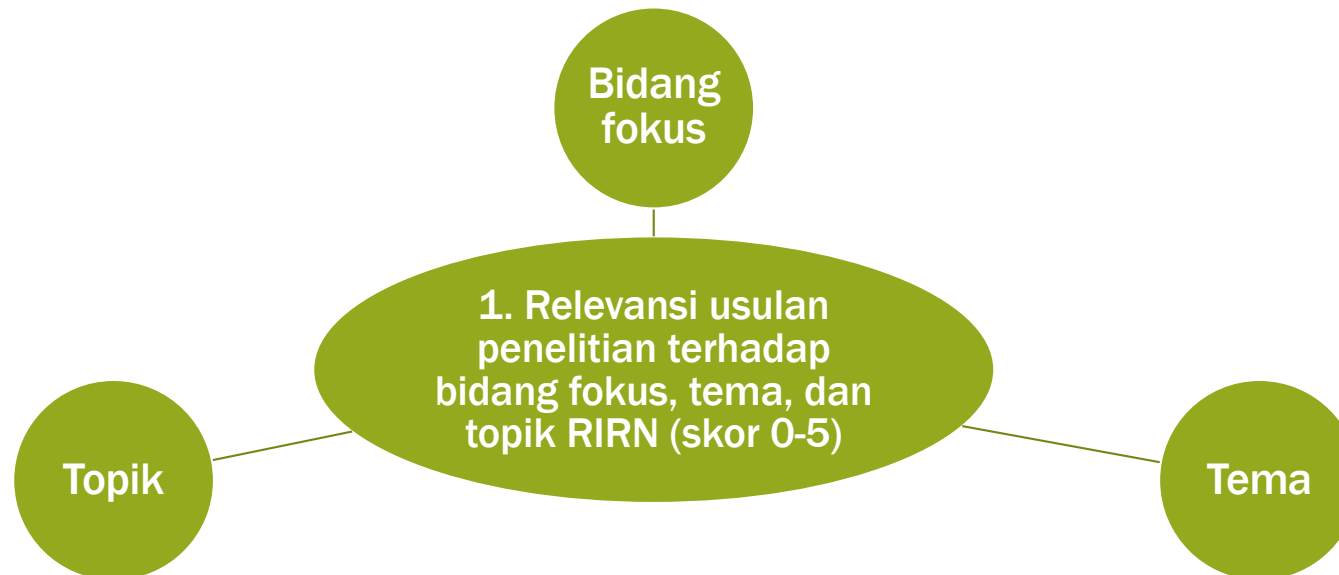 Bidang
fokus
1. Relevansi usulan
penelitian terhadap
bidang fokus, tema, dan
topik RIRN (skor 0-5)
Topik
Tema